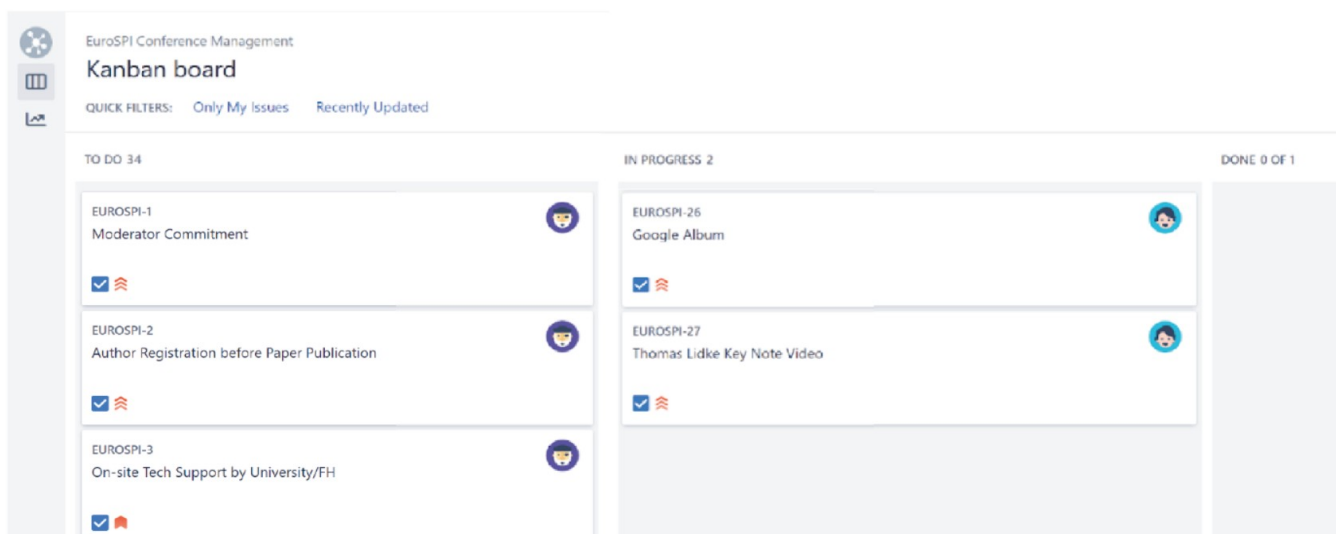 EuroSPI Conference Management
Kanban board
QUICK FILTERS: Only My Issues Recently Updated
TO DO 34
IN PROGRESS 2
DONE 0 OF 1
EUROSPI-1
Moderator Commitment
EUROSPI-2
Author Registration before Paper Publication
EUROSPI-3
On-site Tech Support by University/FH
EUROSPI-26
Google Album
EUROSPI-27
Thomas Lidke Key Note Video